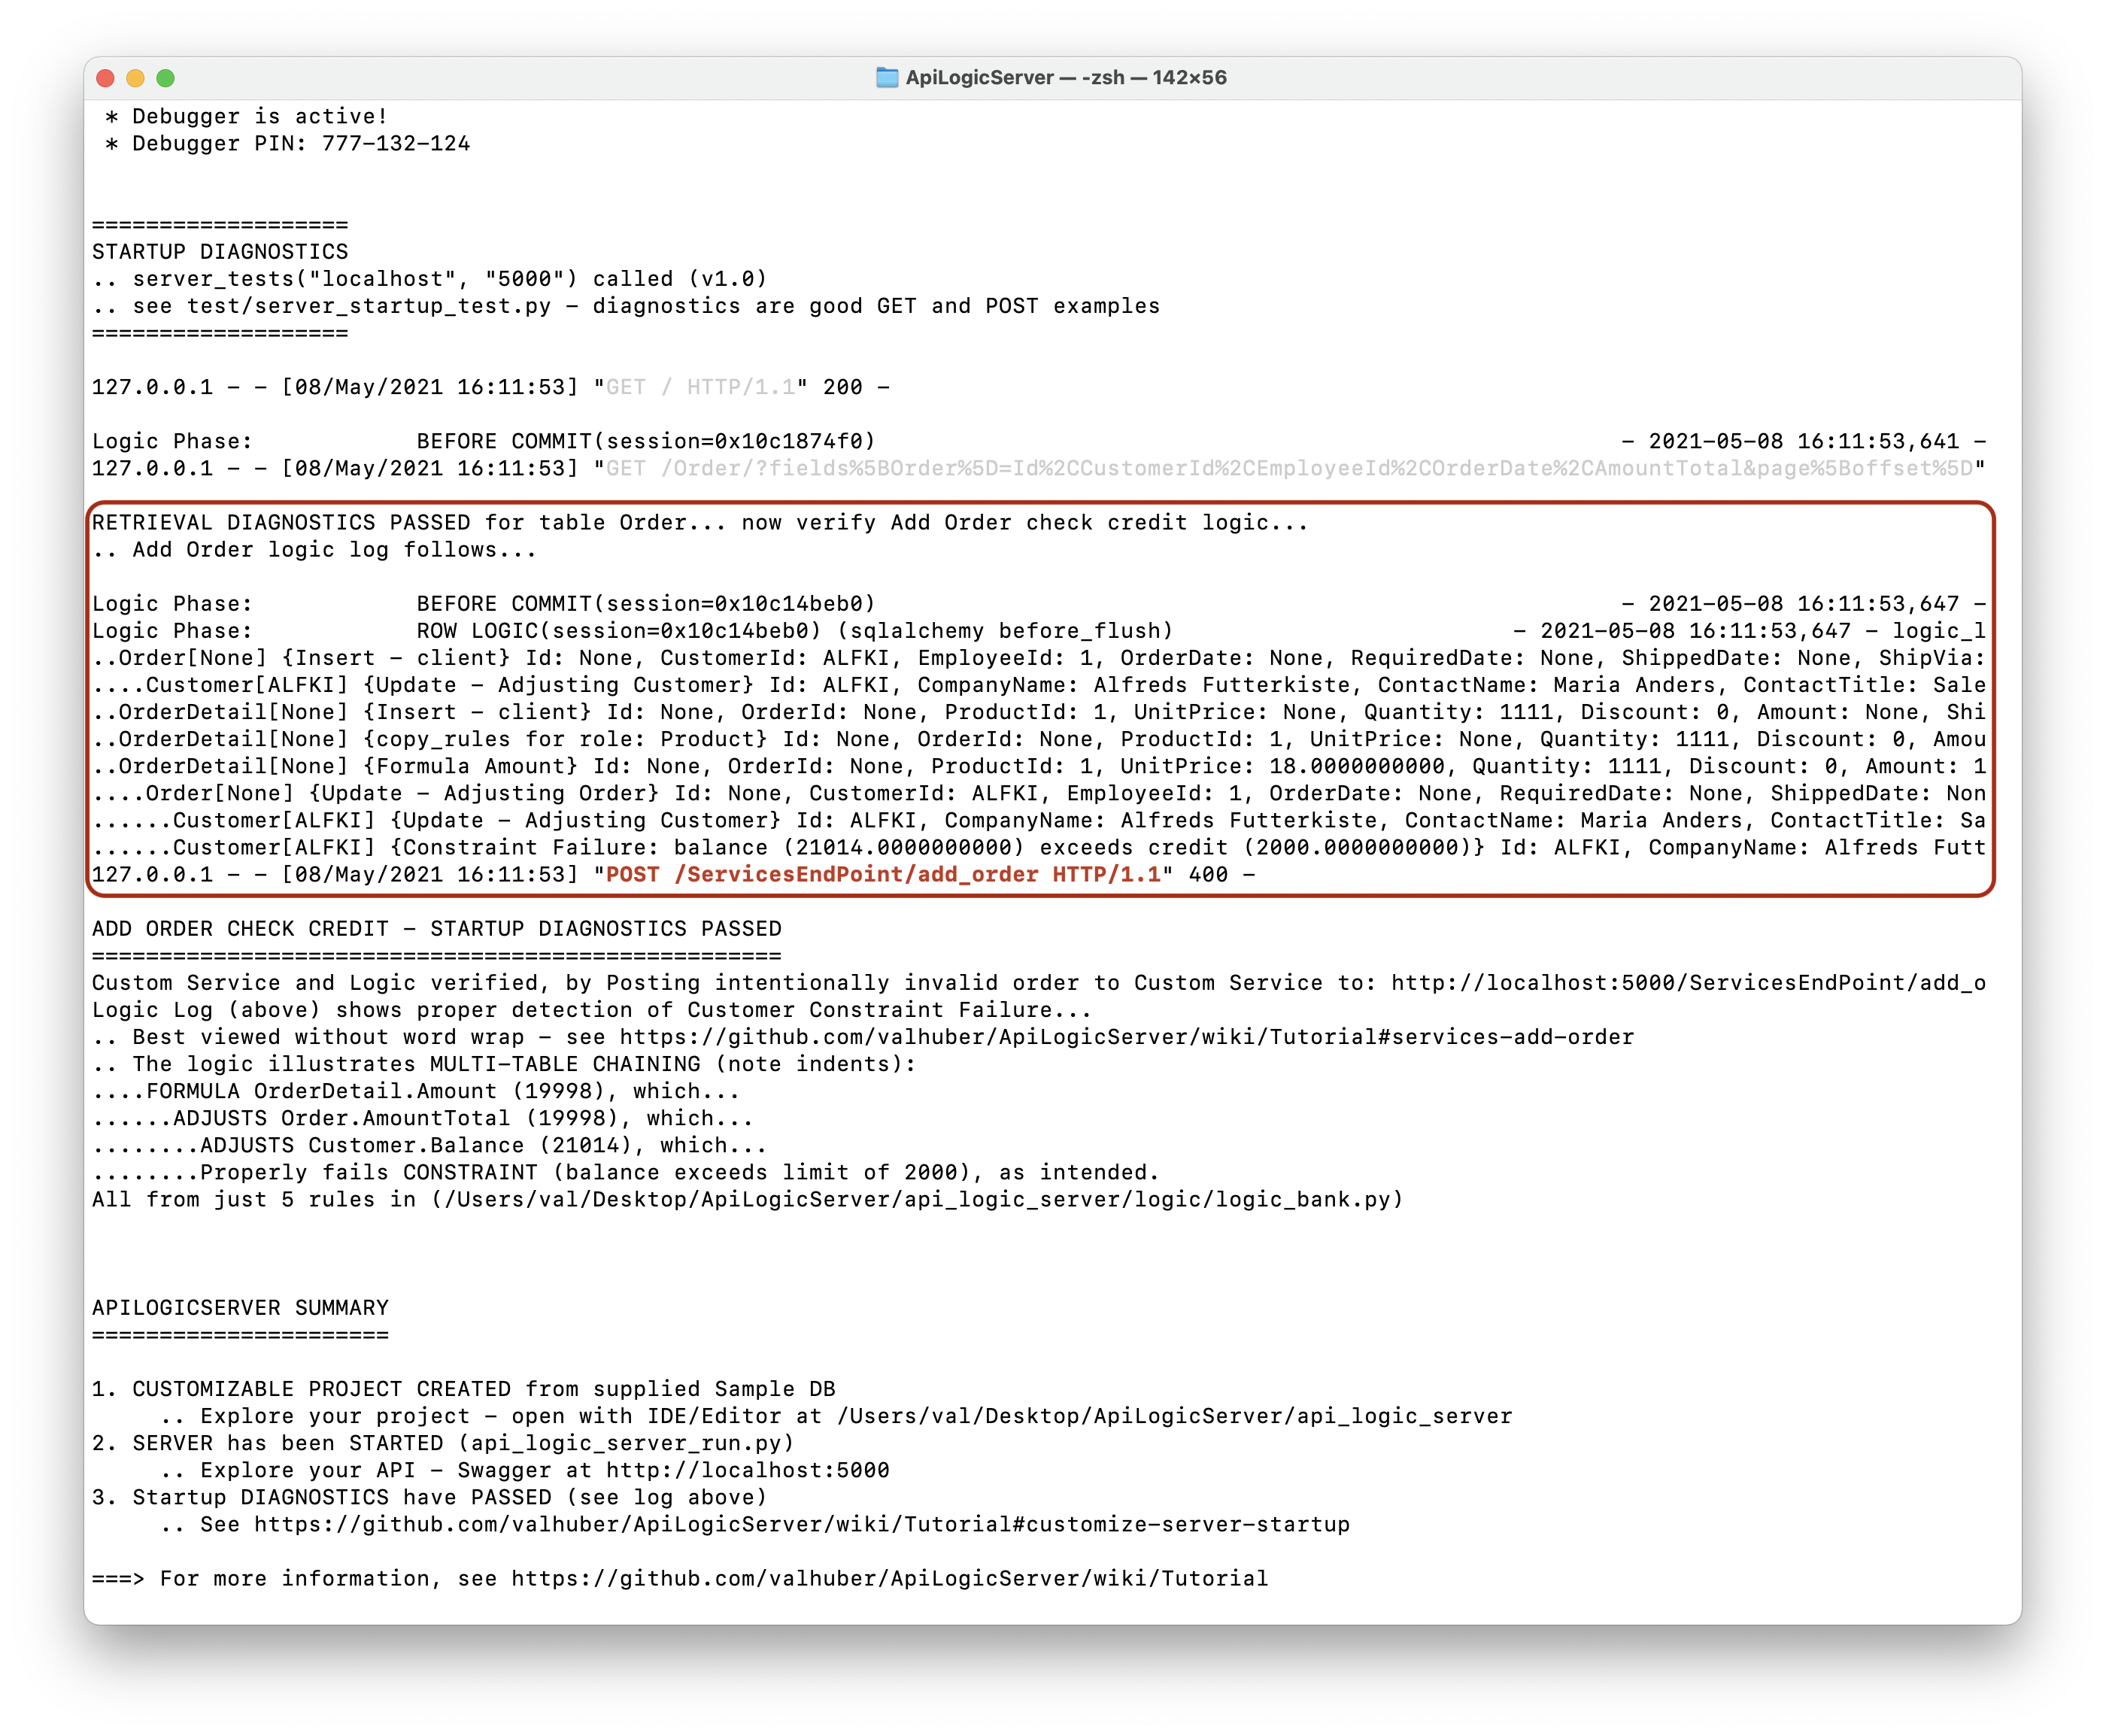 ApiLogicServer — -zsh — 142×56
* Debugger is active!
* Debugger PIN: 777-132-124
===================
STARTUP DIAGNOSTICS
.. server_tests("localhost", "5000") called (v1.0)
.. see test/server_startup_test.py - diagnostics are good GET and POST examples
===================
127.0.0.1 - - [08/May/2021 16:11:53] "GET / HTTP/1.1" 200 -
Logic Phase: BEFORE COMMIT(session=0x10c1874f0) - 2021-05-08 16:11:53,641 -
127.0.0.1 - - [08/May/2021 16:11:53] "GET /Order/?fields%5BOrder%5D=Id%2CCustomerId%2CEmployeeId%2COrderDate%2CAmountTotal&page%5Boffset%5D"
RETRIEVAL DIAGNOSTICS PASSED for table Order... now verify Add Order check credit logic...
.. Add Order logic log follows...
Logic Phase: BEFORE COMMIT(session=0x10c14beb0) - 2021-05-08 16:11:53,647 -
Logic Phase: ROW LOGIC(session=0x10c14beb0) (sqlalchemy before_flush) - 2021-05-08 16:11:53,647 - logic_l
..Order[None] {Insert - client} Id: None, CustomerId: ALFKI, EmployeeId: 1, OrderDate: None, RequiredDate: None, ShippedDate: None, ShipVia:
....Customer[ALFKI] {Update - Adjusting Customer} Id: ALFKI, CompanyName: Alfreds Futterkiste, ContactName: Maria Anders, ContactTitle: Sale
..OrderDetail[None] {Insert - client} Id: None, OrderId: None, ProductId: 1, UnitPrice: None, Quantity: 1111, Discount: 0, Amount: None, Shi
..OrderDetail[None] {copy_rules for role: Product} Id: None, OrderId: None, ProductId: 1, UnitPrice: None, Quantity: 1111, Discount: 0, Amou
..OrderDetail[None] {Formula Amount} Id: None, OrderId: None, ProductId: 1, UnitPrice: 18.0000000000, Quantity: 1111, Discount: 0, Amount: 1
....Order[None] {Update - Adjusting Order} Id: None, CustomerId: ALFKI, EmployeeId: 1, OrderDate: None, RequiredDate: None, ShippedDate: Non
......Customer[ALFKI] {Update - Adjusting Customer} Id: ALFKI, CompanyName: Alfreds Futterkiste, ContactName: Maria Anders, ContactTitle: Sa
......Customer[ALFKI] {Constraint Failure: balance (21014.0000000000) exceeds credit (2000.0000000000)} Id: ALFKI, CompanyName: Alfreds Futt
127.0.0.1 - - [08/May/2021 16:11:53] "POST /ServicesEndPoint/add_order HTTP/1.1" 400 -
ADD ORDER CHECK CREDIT - STARTUP DIAGNOSTICS PASSED
===================================================
Custom Service and Logic verified, by Posting intentionally invalid order to Custom Service to: http://localhost:5000/ServicesEndPoint/add_o
Logic Log (above) shows proper detection of Customer Constraint Failure...
.. Best viewed without word wrap - see https://github.com/valhuber/ApiLogicServer/wiki/Tutorial#services-add-order
.. The logic illustrates MULTI-TABLE CHAINING (note indents):
....FORMULA OrderDetail.Amount (19998), which...
......ADJUSTS Order.AmountTotal (19998), which...
........ADJUSTS Customer.Balance (21014), which...
........Properly fails CONSTRAINT (balance exceeds limit of 2000), as intended.
All from just 5 rules in (/Users/val/Desktop/ApiLogicServer/api_logic_server/logic/logic_bank.py)
APILOGICSERVER SUMMARY
======================
1. CUSTOMIZABLE PROJECT CREATED from supplied Sample DB
.. Explore your project - open with IDE/Editor at /Users/val/Desktop/ApiLogicServer/api_logic_server
2. SERVER has been STARTED (api_logic_server_run.py)
.. Explore your API - Swagger at http://localhost:5000
3. Startup DIAGNOSTICS have PASSED (see log above)
.. See https://github.com/valhuber/ApiLogicServer/wiki/Tutorial#customize-server-startup
===> For more information, see https://github.com/valhuber/ApiLogicServer/wiki/Tutorial